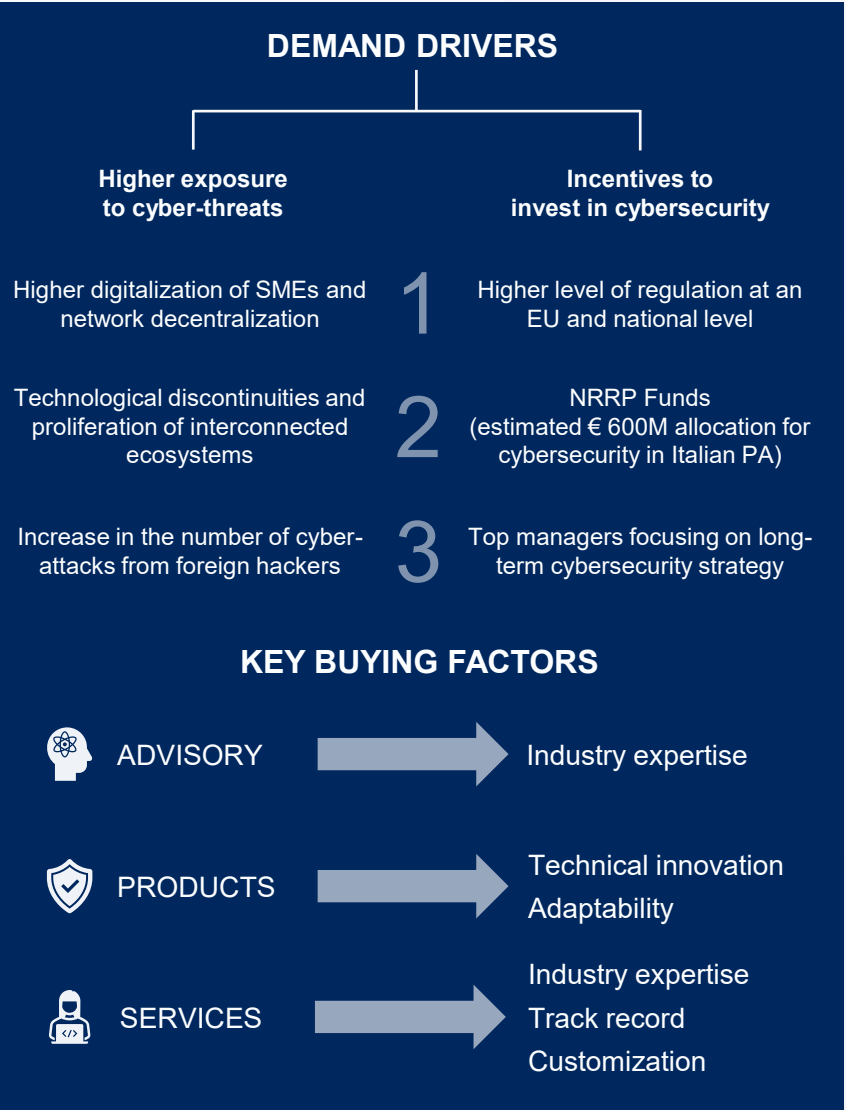 DEMAND DRIVERS
Higher exposure
to cyber-threats
Incentives to
invest in cybersecurity
Higher digitalization of SMEs and
network decentralization
1
Higher level of regulation at an
EU and national level
Technological discontinuities and
proliferation of interconnected
ecosystems
2
NRRP Funds
(estimated € 600M allocation for
cybersecurity in Italian PA)
Increase in the number of cyber-
attacks from foreign hackers
3
Top managers focusing on long-
term cybersecurity strategy
KEY BUYING FACTORS
ADVISORY
Industry expertise
PRODUCTS
Technical innovation
Adaptability
</>
SERVICES
Industry expertise
Track record
Customization